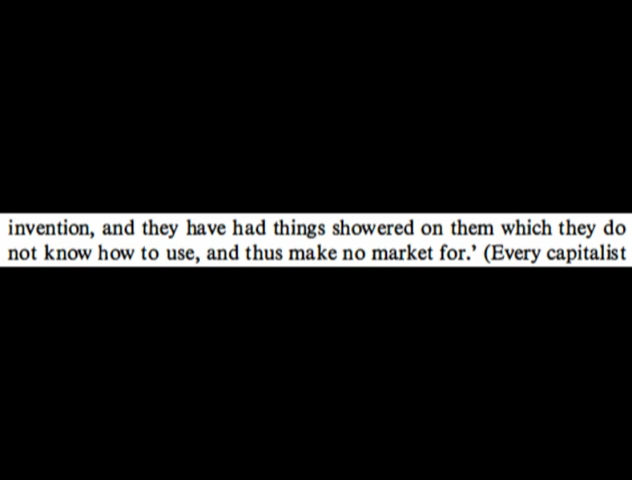 invention, and they have had things showered on them which they do
not know how to use, and thus make no market for.’ (Every capitalist